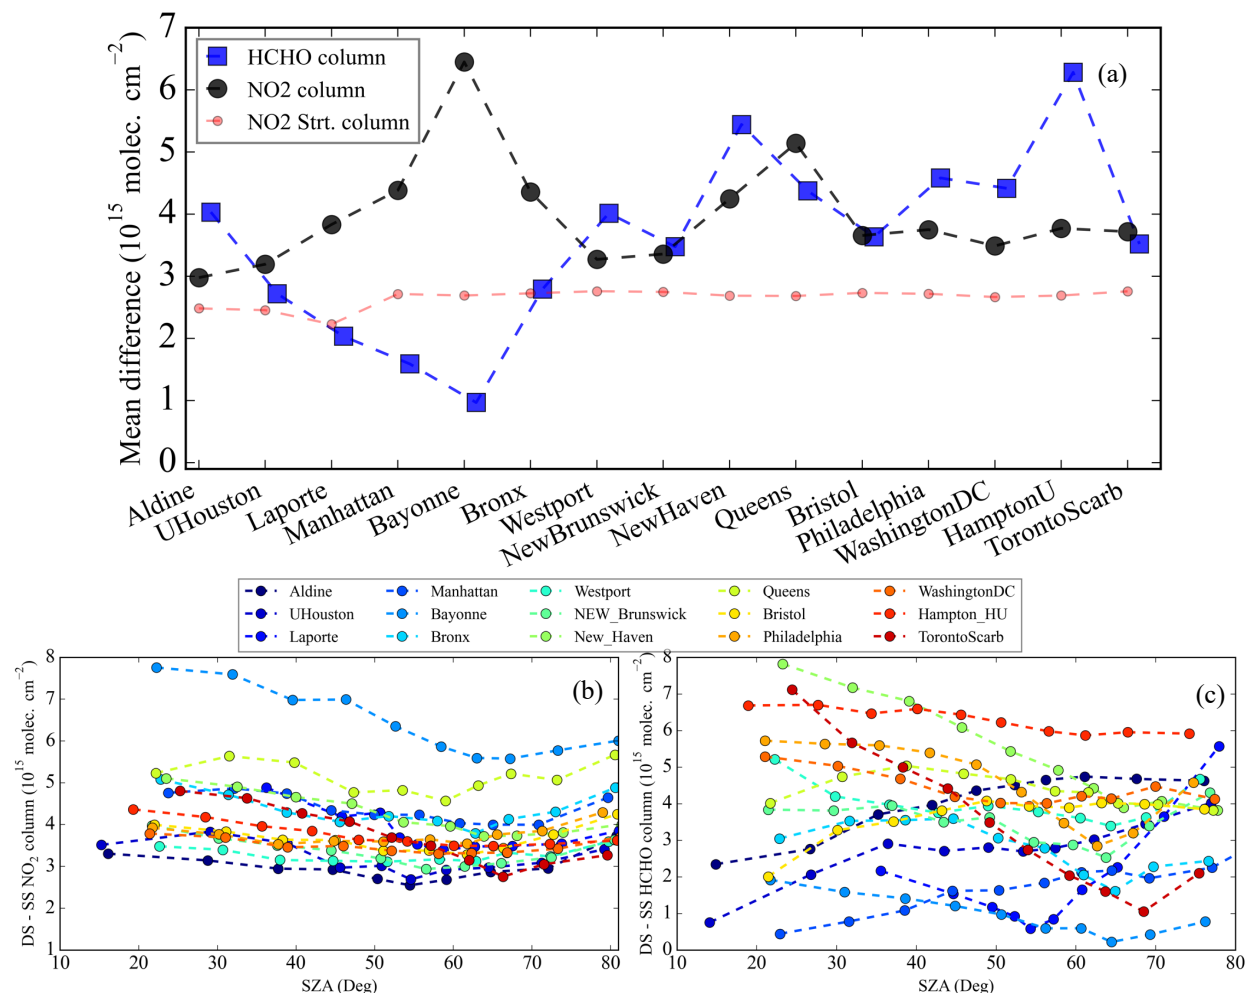 7
6
5
4
3
2
1
0
Mean difference (10^15 molec. cm^−2)
HCHO column
NO2 column
NO2 Strt. column
(a)
Aldine
UHouston
Laporte
Manhattan
Bayonne
Bronx
Westport
NewBrunswick
NewHaven
Queens
Bristol
Philadelphia
WashingtonDC
HamptonU
TorontoScarb
Aldine Manhattan Westport Queens WashingtonDC
UHouston Bayonne NEW_Brunswick Bristol Hampton_HU
Laporte Bronx New_Haven Philadelphia TorontoScarb
8
7
6
5
4
3
2
1
DS - SS NO₂ column (10^15 molec. cm^−2)
(b)
10 20 30 40 50 60 70 80
SZA (Deg)
8
7
6
5
4
3
2
1
0
DS - SS HCHO column (10^15 molec. cm^−2)
(c)
10 20 30 40 50 60 70 80
SZA (Deg)